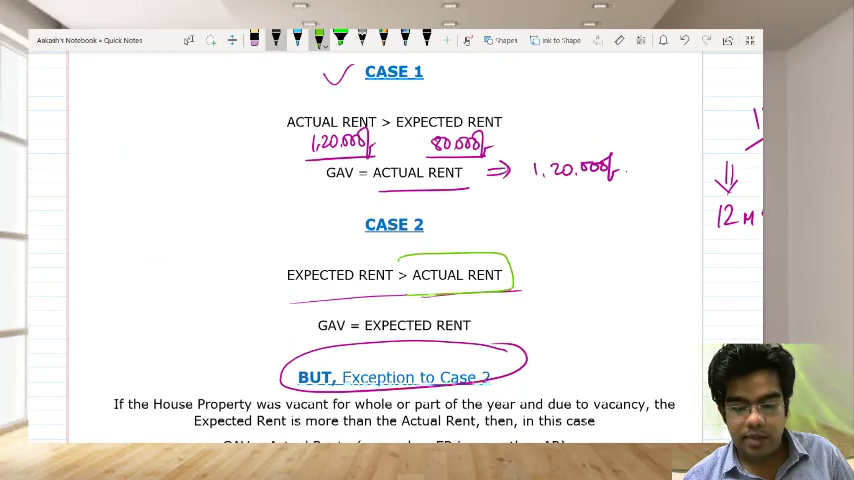 Aakash's Notebook » Quick Notes
Shapes
Ink to Shape
CASE 1
ACTUAL RENT > EXPECTED RENT
1,20,000/- 80,000/-
GAV = ACTUAL RENT ⇒ 1,20,000/-
12 M
CASE 2
EXPECTED RENT > ACTUAL RENT
GAV = EXPECTED RENT
BUT, Exception to Case 2
If the House Property was vacant for whole or part of the year and due to vacancy, the
Expected Rent is more than the Actual Rent, then, in this case